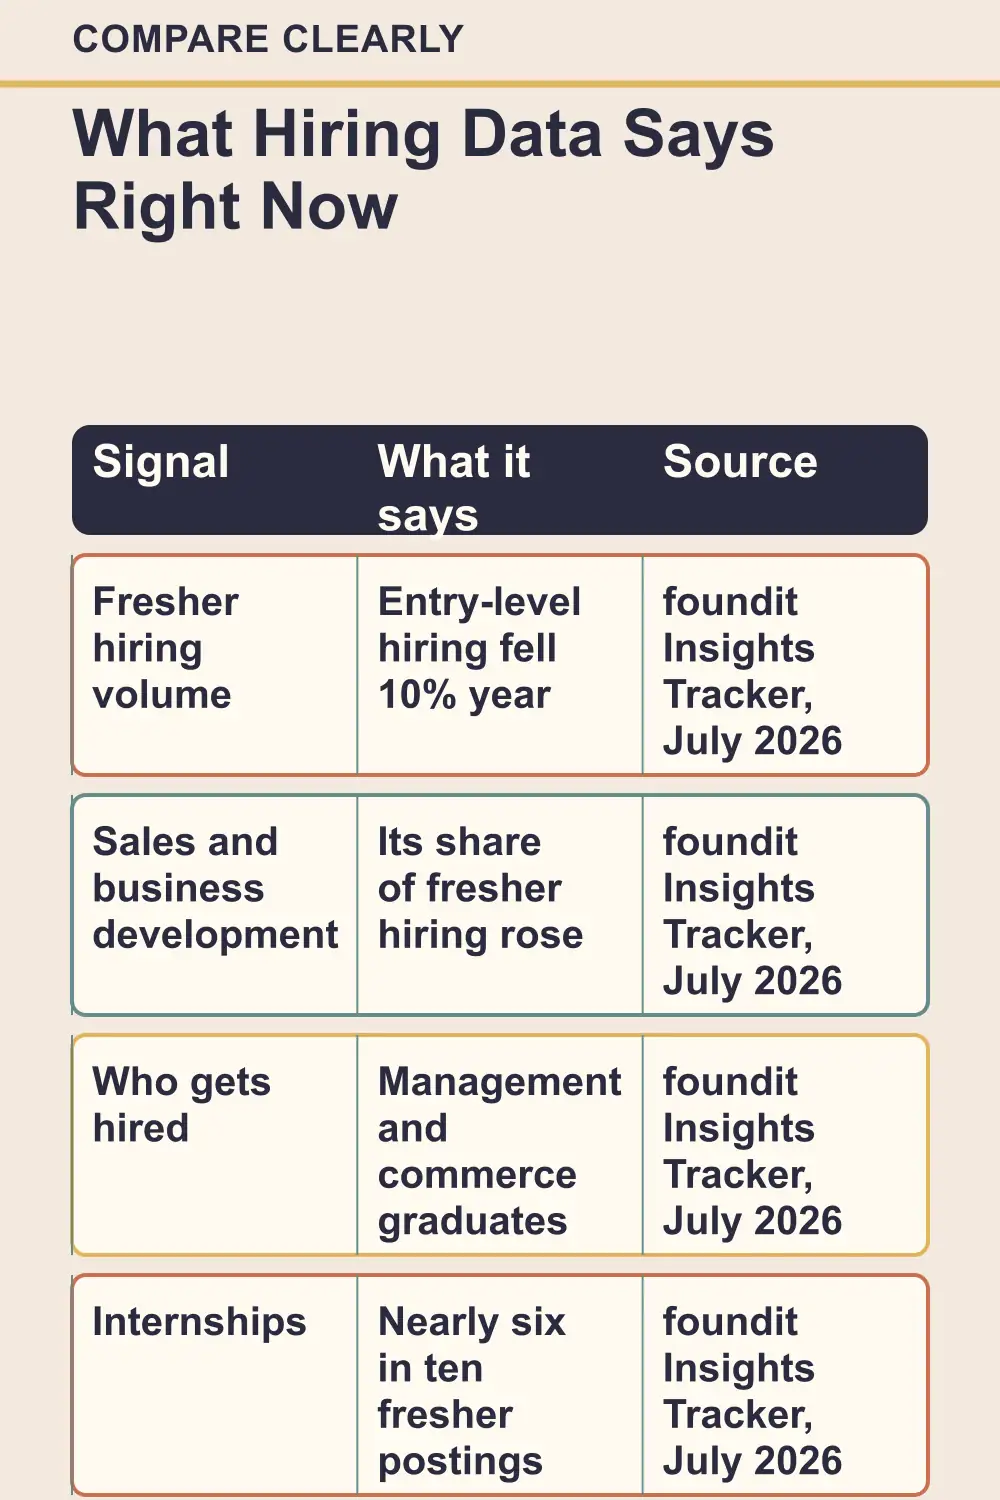 COMPARE CLEARLY
What Hiring Data Says
Right Now
Signal
What it
says
Source
Fresher
hiring
volume
Entry-level
hiring fell
10% year
foundit
Insights
Tracker,
July 2026
Sales and
business
development
Its share
of fresher
hiring rose
foundit
Insights
Tracker,
July 2026
Who gets
hired
Management
and
commerce
graduates
foundit
Insights
Tracker,
July 2026
Internships
Nearly six
in ten
fresher
postings
foundit
Insights
Tracker,
July 2026